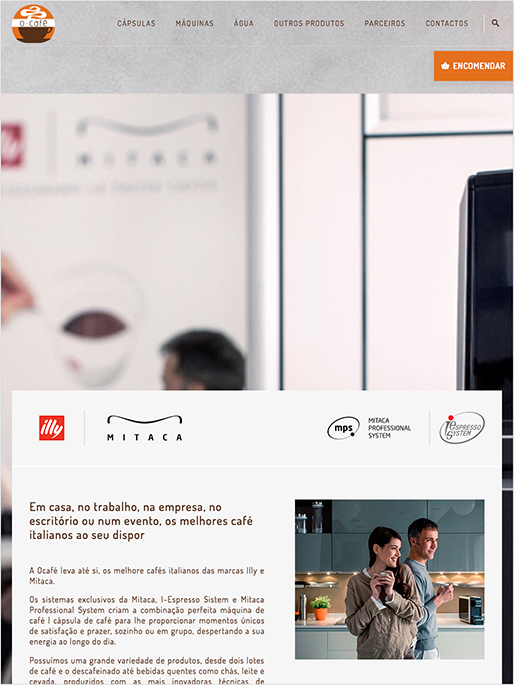 o café
CÁPSULAS MÁQUINAS ÁGUA OUTROS PRODUTOS PARCEIROS CONTACTOS
ENCOMENDAR
MITACA
illy MITACA mps MITACA PROFESSIONAL SYSTEM i-ESPRESSO SYSTEM
Em casa, no trabalho, na empresa, no
escritório ou num evento, os melhores café
italianos ao seu dispor
A Ocafé leva até si, os melhore cafés italianos das marcas Illy e
Mitaca.
Os sistemas exclusivos da Mitaca, I-Espresso Sistem e Mitaca
Professional System criam a combinação perfeita máquina de
café I cápsula de café para lhe proporcionar momentos únicos
de satisfação e prazer, sozinho ou em grupo, despertando a sua
energia ao longo do dia.
Possuímos uma grande variedade de produtos, desde dois lotes
de café e o descafeinado até bebidas quentes como chás, leite e
cevada, produzidos com as mais inovadoras técnicas de